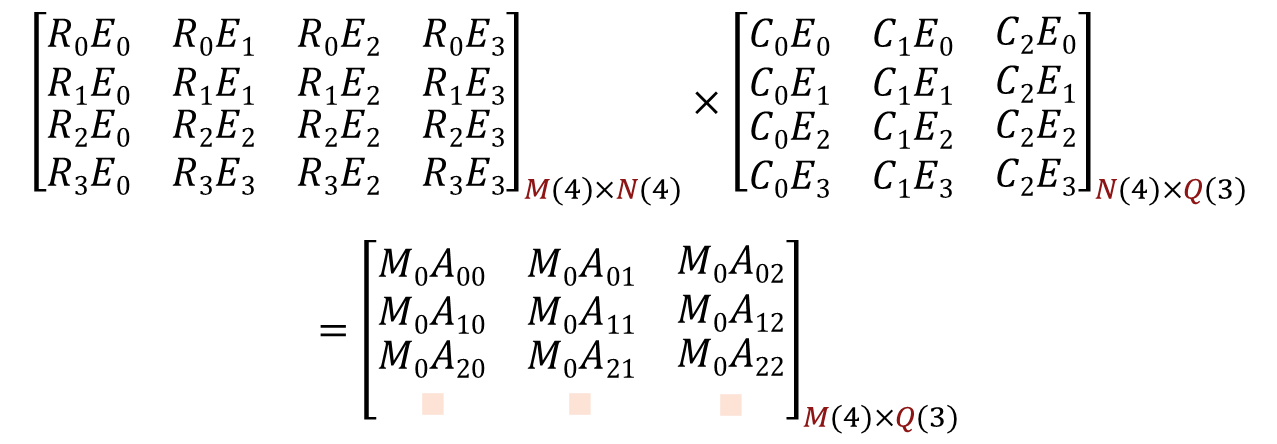 R₀E₀ R₀E₁ R₀E₂ R₀E₃
R₁E₀ R₁E₁ R₁E₂ R₁E₃
R₂E₀ R₂E₂ R₂E₂ R₂E₃
R₃E₀ R₃E₃ R₃E₂ R₃E₃
M(4)×N(4)
×
C₀E₀ C₁E₀ C₂E₀
C₀E₁ C₁E₁ C₂E₁
C₀E₂ C₁E₂ C₂E₂
C₀E₃ C₁E₃ C₂E₃
N(4)×Q(3)
=
M₀A₀₀ M₀A₀₁ M₀A₀₂
M₀A₁₀ M₀A₁₁ M₀A₁₂
M₀A₂₀ M₀A₂₁ M₀A₂₂
M(4)×Q(3)